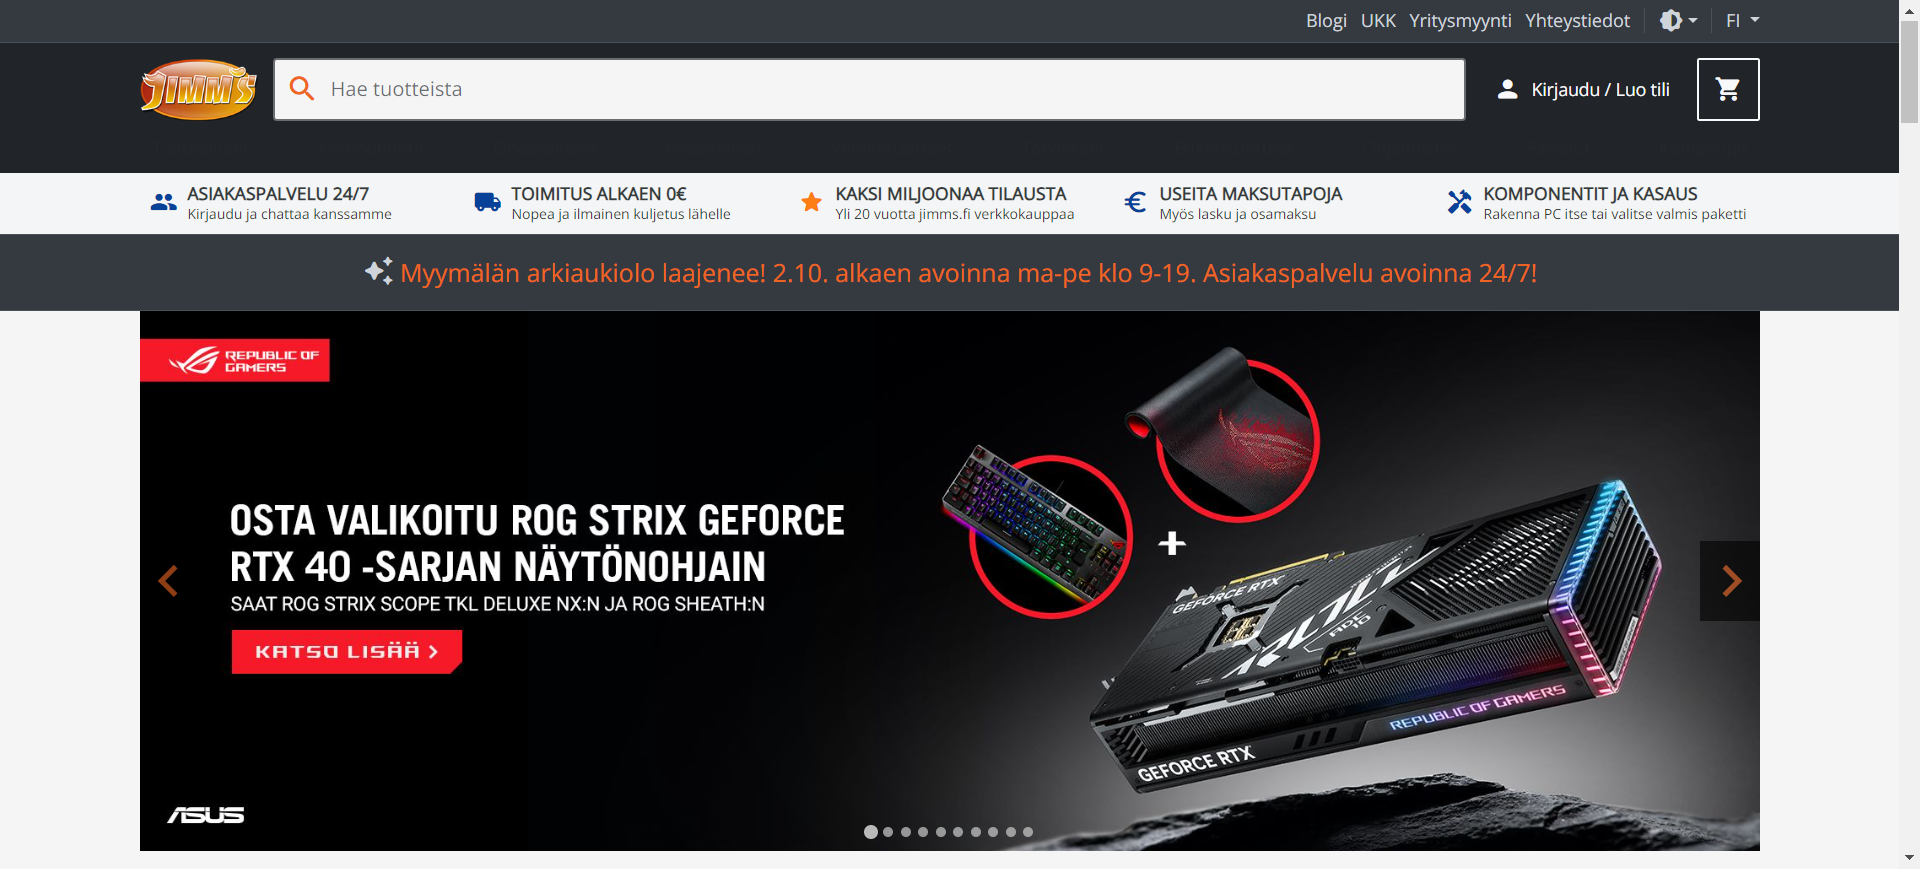 Blogi UKK Yritysmyynti Yhteystiedot FI
JIMM'S
Hae tuotteista
Kirjaudu / Luo tili
ASIAKASPALVELU 24/7
Kirjaudu ja chattaa kanssamme
TOIMITUS ALKAEN 0€
Nopea ja ilmainen kuljetus lähelle
KAKSI MILJOONAA TILAUSTA
Yli 20 vuotta jimms.fi verkkokauppaa
USEITA MAKSUTAPOJA
Myös lasku ja osamaksu
KOMPONENTIT JA KASAUS
Rakenna PC itse tai valitse valmis paketti
Myymälän arkiaukiolo laajenee! 2.10. alkaen avoinna ma-pe klo 9-19. Asiakaspalvelu avoinna 24/7!
REPUBLIC OF
GAMERS
OSTA VALIKOITU ROG STRIX GEFORCE
RTX 40 -SARJAN NÄYTÖNOHJAIN
SAAT ROG STRIX SCOPE TKL DELUXE NX:N JA ROG SHEATH:N
KATSO LISÄÄ
+
GEFORCE RTX
REPUBLIC OF GAMERS
GEFORCE RTX
ASUS